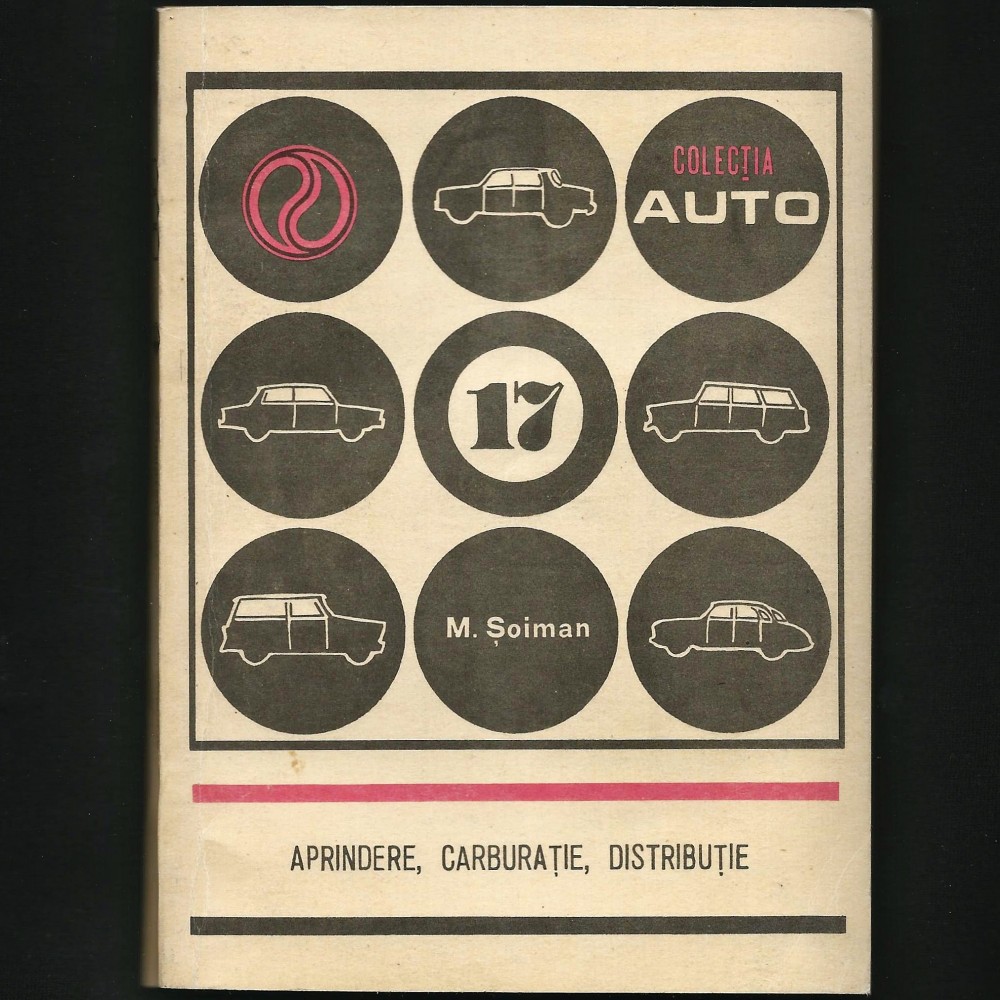 COLECȚIA
AUTO
17
M. Șoiman
APRINDERE, CARBURAȚIE, DISTRIBUȚIE